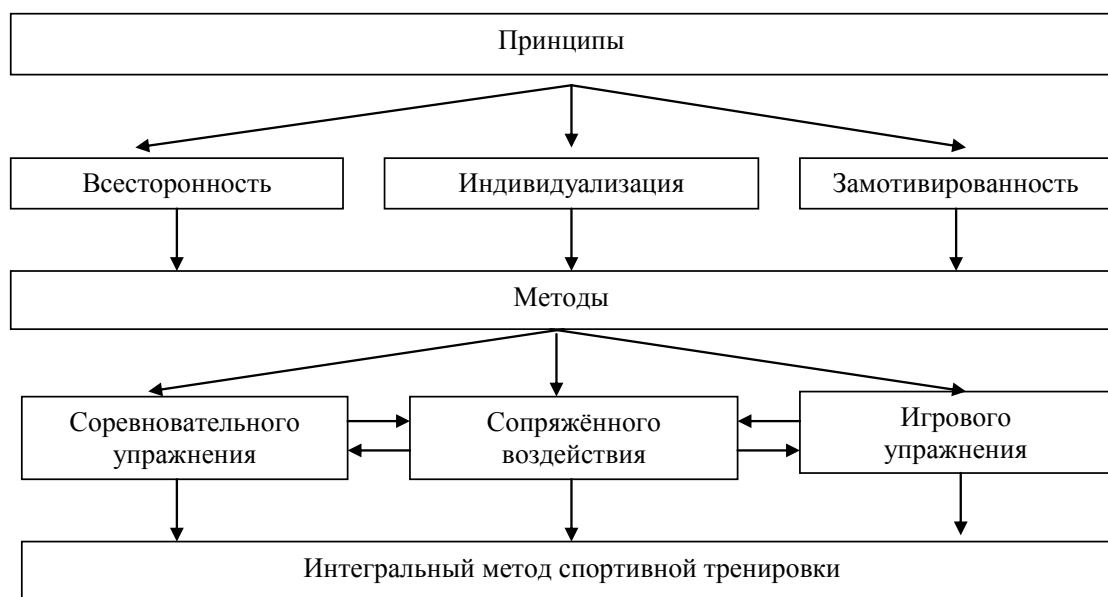 Принципы
Всесторонность
Индивидуализация
Замотивированность
Методы
Соревновательного
упражнения
Сопряжённого
воздействия
Игрового
упражнения
Интегральный метод спортивной тренировки